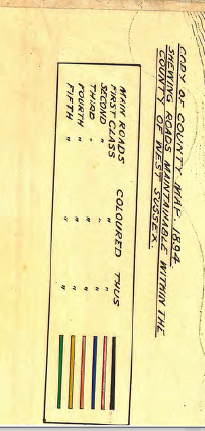 COPY OF COUNTY MAP. 1894
SHEWING ROADS MAINTAINABLE WITHIN THE
COUNTY OF WEST SUSSEX.
MAIN ROADS COLOURED THUS
FIRST CLASS " "
SECOND " " "
THIRD " " "
FOURTH " " "
FIFTH " " "